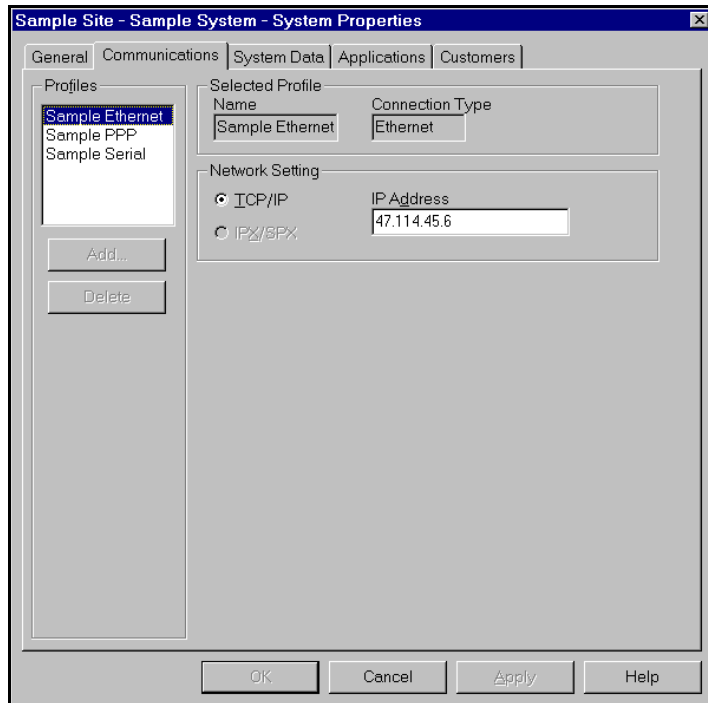 Sample Site - Sample System - System Properties
General Communications System Data Applications Customers
Profiles
Sample Ethernet
Sample PPP
Sample Serial
Add...
Delete
Selected Profile
Name Connection Type
Sample Ethernet Ethernet
Network Setting
TCP/IP IP Address
47.114.45.6
IPX/SPX
OK Cancel Apply Help